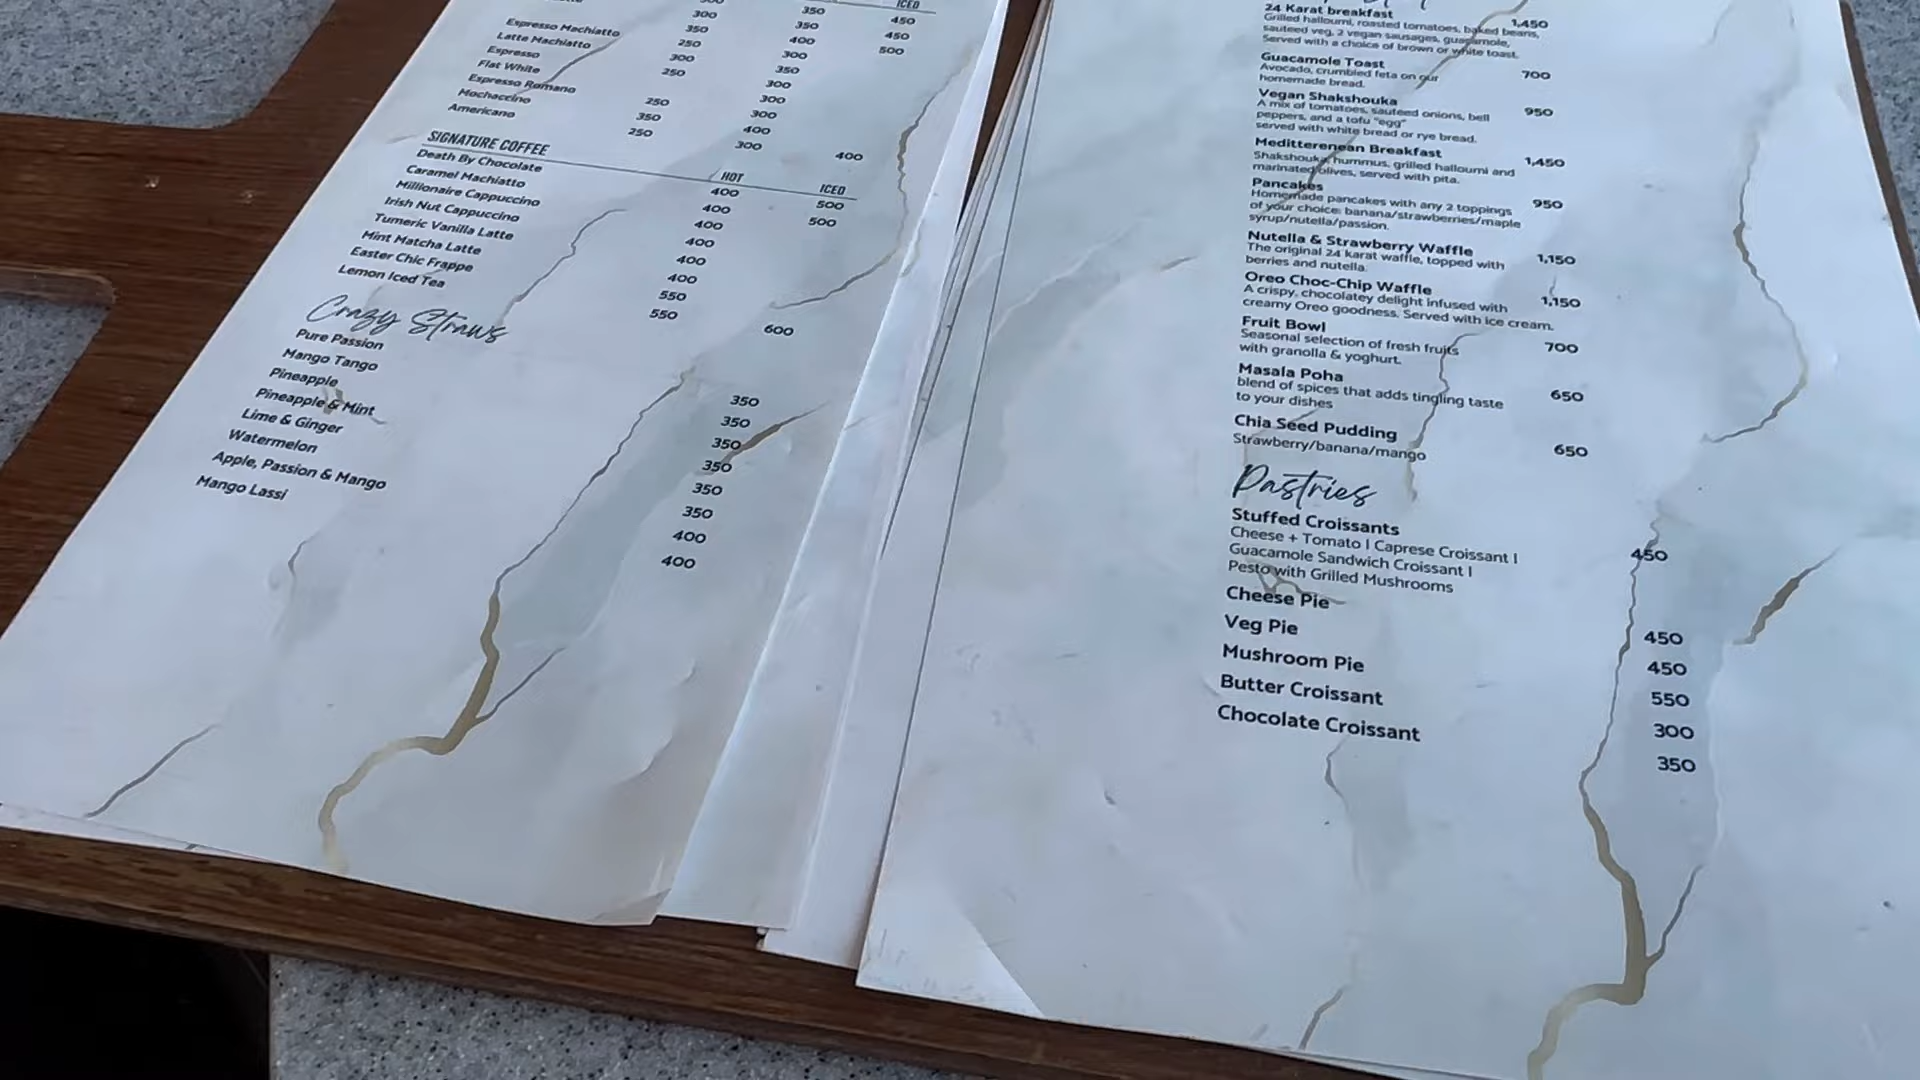 ICED
300 350 450
Espresso Machiatto 350 350 450
Latte Machiatto 250 400 500
Espresso 300 300
Flat White 250 350
Espresso Romano 300
Mochaccino 250 300
Americano 350 400
250 300 400
SIGNATURE COFFEE
HOT ICED
Death By Chocolate 400 500
Caramel Machiatto 400 500
Millionaire Cappuccino 400
Irish Nut Cappuccino 400
Tumeric Vanilla Latte 400
Mint Matcha Latte 400
Easter Chic Frappe 550
Lemon Iced Tea 550
600
Crazy Straws
Pure Passion 350
Mango Tango 350
Pineapple 350
Pineapple & Mint 350
Lime & Ginger 350
Watermelon 350
Apple, Passion & Mango 400
Mango Lassi 400
24 Karat breakfast 1,450
Grilled halloumi, roasted tomatoes, baked beans,
sauteed veg, 2 vegan sausages, guacamole,
Served with a choice of brown or white toast.
Guacamole Toast 700
Avocado, crumbled feta on our
homemade bread.
Vegan Shakshouka 950
A mix of tomatoes, sauteed onions, bell
peppers, and a tofu "egg"
served with white bread or rye bread.
Meditterenean Breakfast 1,450
Shakshouka, hummus, grilled halloumi and
marinated olives, served with pita.
Pancakes 950
Homemade pancakes with any 2 toppings
of your choice: banana/strawberries/maple
syrup/nutella/passion.
Nutella & Strawberry Waffle 1,150
The original 24 karat waffle, topped with
berries and nutella.
Oreo Choc-Chip Waffle 1,150
A crispy, chocolatey delight infused with
creamy Oreo goodness. Served with ice cream.
Fruit Bowl 700
Seasonal selection of fresh fruits
with granolla & yoghurt.
Masala Poha 650
blend of spices that adds tingling taste
to your dishes
Chia Seed Pudding 650
Strawberry/banana/mango
Pastries
Stuffed Croissants 450
Cheese + Tomato | Caprese Croissant |
Guacamole Sandwich Croissant |
Pesto with Grilled Mushrooms
Cheese Pie 450
Veg Pie 450
Mushroom Pie 550
Butter Croissant 300
Chocolate Croissant 350